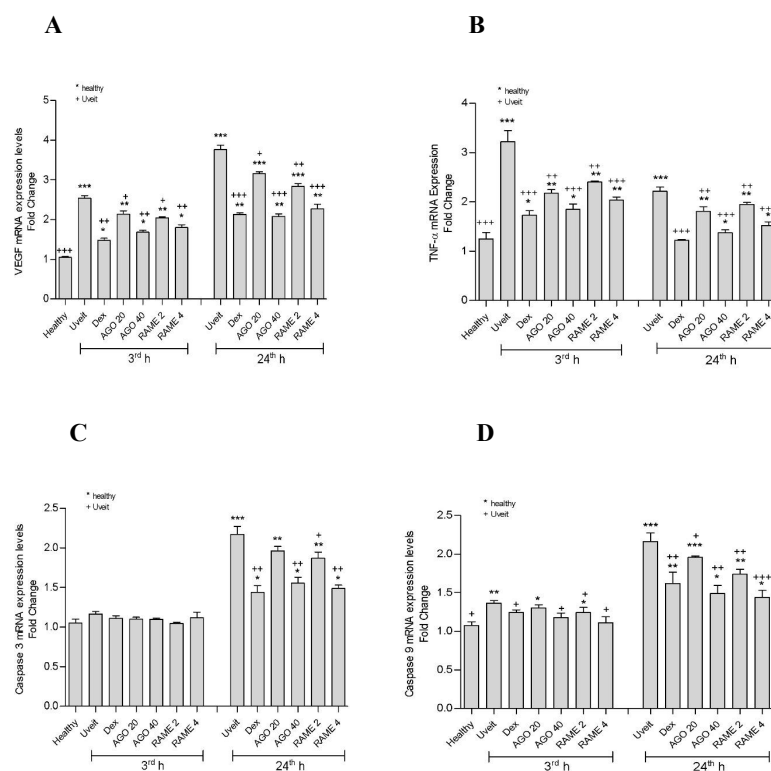 A
* healthy
+ Uveit
VEGF mRNA expression levels
Fold Change
5
4
3
2
1
0
+++
***
++
*
+
**
++
*
+
**
++
*
***
+++
**
+
***
+++
**
++
***
+++
**
Healthy
Uveit
Dex
AGO 20
AGO 40
RAME 2
RAME 4
Uveit
Dex
AGO 20
AGO 40
RAME 2
RAME 4
3rd h
24th h
B
* healthy
+ Uveit
TNF-α mRNA Expression
Fold Change
4
3
2
1
0
+++
***
+++
*
++
**
+++
*
++
**
+++
**
***
+++
++
**
+++
*
++
**
Healthy
Uveit
Dex
AGO 20
AGO 40
RAME 2
RAME 4
Uveit
Dex
AGO 20
AGO 40
RAME 2
RAME 4
3rd h
24th h
C
* healthy
+ Uveit
Caspase 3 mRNA expression levels
Fold Change
2.5
2.0
1.5
1.0
0.5
0.0
***
++
*
**
++
*
+
**
++
*
Healthy
Uveit
Dex
AGO 20
AGO 40
RAME 2
RAME 4
Uveit
Dex
AGO 20
AGO 40
RAME 2
RAME 4
3rd h
24th h
D
* healthy
+ Uveit
Caspase 9 mRNA expression levels
Fold Change
2.5
2.0
1.5
1.0
0.5
0.0
+
**
+
*
+
+
*
+
***
++
**
+
***
++
*
++
**
+++
*
Healthy
Uveit
Dex
AGO 20
AGO 40
RAME 2
RAME 4
Uveit
Dex
AGO 20
AGO 40
RAME 2
RAME 4
3rd h
24th h